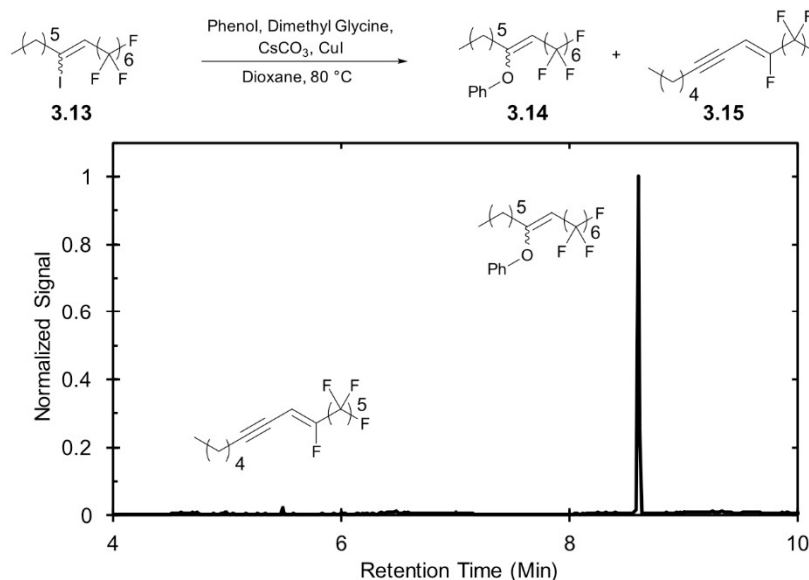 Phenol, Dimethyl Glycine,
CsCO3, CuI
Dioxane, 80 °C
5
F
F F 6
I
3.13
5
F
F F 6
O
Ph
3.14
+
F F
F
4
3.15
1
0.8
0.6
0.4
0.2
0
Normalized Signal
5
F
6
F F
O
Ph
F F
5
F
F
4
4
6
8
10
Retention Time (Min)